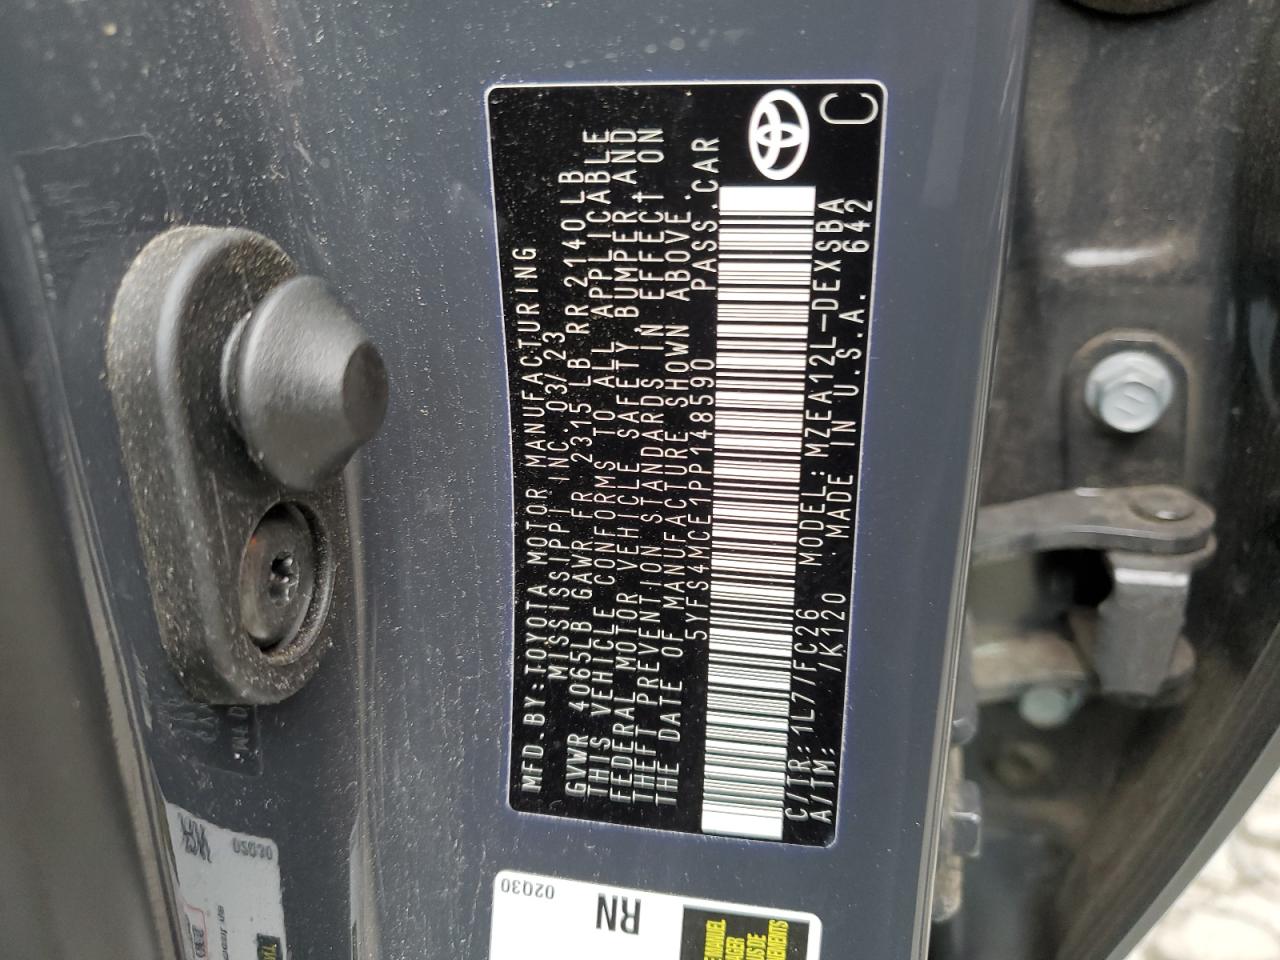 MFD.BY:TOYOTA MOTOR MANUFACTURING
MISSISSIPPI INC 03/23
GVWR 4065LB GAWR FR 2315LB RR 2140LB
THIS VEHICLE CONFORMS TO ALL APPLICABLE
FEDERAL MOTOR VEHICLE SAFETY, BUMPER, AND
THEFT PREVENTION STANDARDS IN EFFECT ON
THE DATE OF MANUFACTURE SHOWN ABOVE.
5YFS4MCE1PP148590 PASS.CAR
C/TR: 1L7/FC26 MODEL: MZEA12L-DEXSBA
A/TM: /K120 MADE IN U.S.A. 642
C
02Q30
RN
02Q30